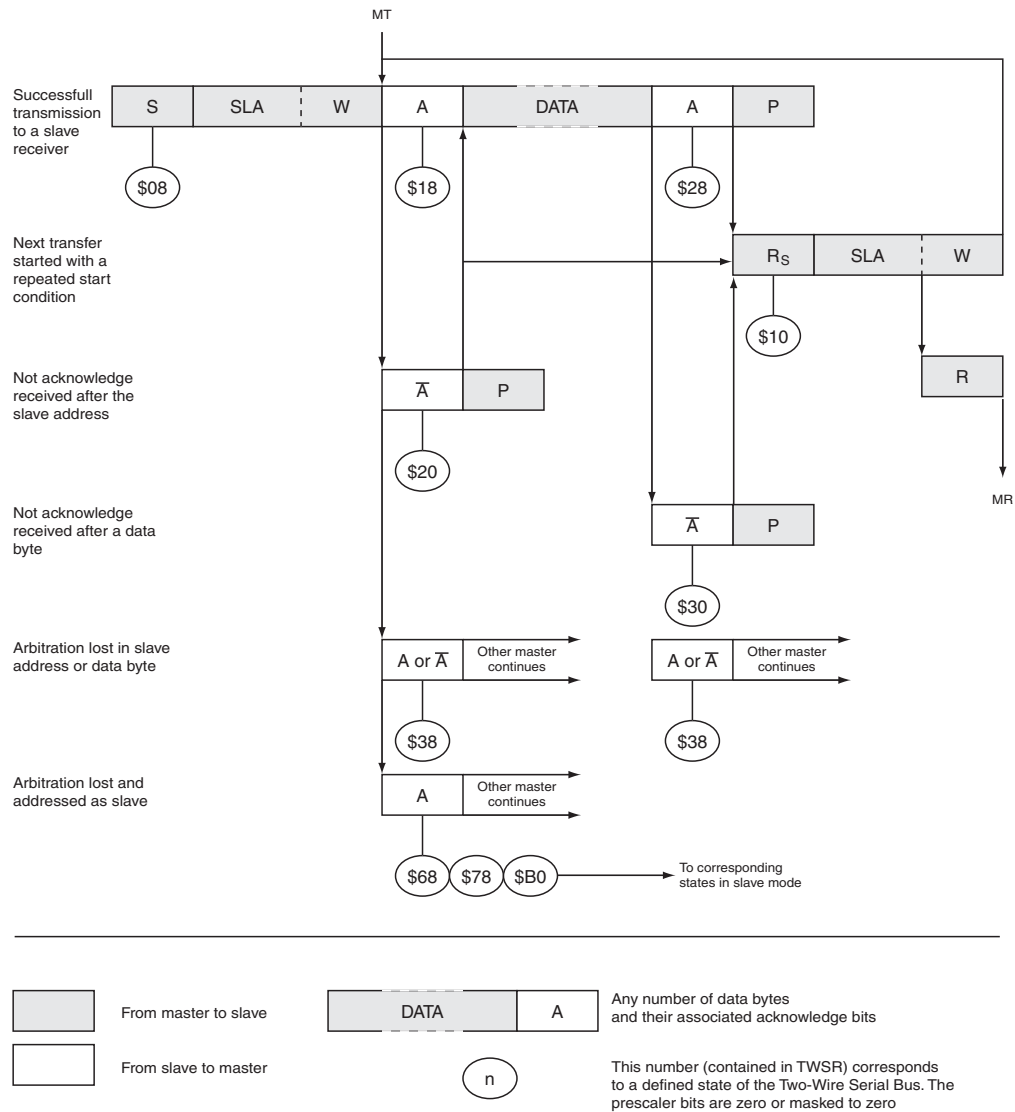 MT
Successfull
transmission
to a slave
receiver
S SLA W A DATA A P
$08 $18 $28
Next transfer
started with a
repeated start
condition
RS SLA W
$10
Not acknowledge
received after the
slave address
A̅ P
R
$20
MR
Not acknowledge
received after a data
byte
A̅ P
$30
Arbitration lost in slave
address or data byte
A or A̅ Other master
continues
A or A̅ Other master
continues
$38 $38
Arbitration lost and
addressed as slave
A Other master
continues
$68 $78 $B0 To corresponding
states in slave mode
From master to slave
DATA A Any number of data bytes
and their associated acknowledge bits
From slave to master
n This number (contained in TWSR) corresponds
to a defined state of the Two-Wire Serial Bus. The
prescaler bits are zero or masked to zero